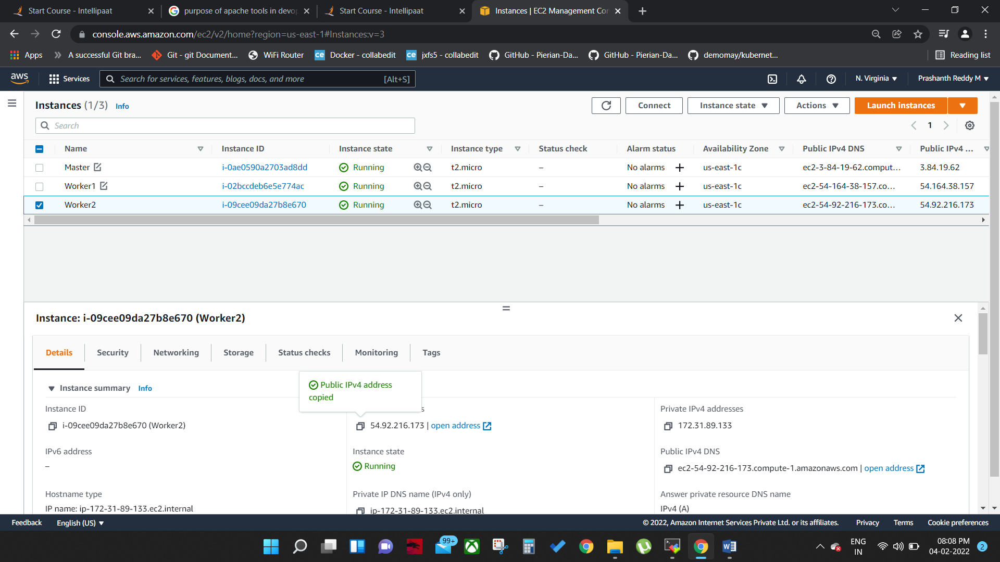 Start Course - Intellipaat
purpose of apache tools in devop
Start Course - Intellipaat
Instances | EC2 Management Con
console.aws.amazon.com/ec2/v2/home?region=us-east-1#Instances:v=3
Apps
A successful Git bra...
Git - git Document...
WiFi Router
ce Docker - collabedit
ce jxfs5 - collabedit
GitHub - Pierian-Da...
GitHub - Pierian-Da...
demomay/kubernet...
Reading list
aws
Services
Search for services, features, blogs, docs, and more [Alt+S]
N. Virginia
Prashanth Reddy M
Instances (1/3) Info
Connect
Instance state
Actions
Launch instances
Search
1
Name Instance ID Instance state Instance type Status check Alarm status Availability Zone Public IPv4 DNS Public IPv4 ...
Master i-0ae0590a2703ad8dd Running t2.micro – No alarms + us-east-1c ec2-3-84-19-62.comput... 3.84.19.62
Worker1 i-02bccdeb6e5e774ac Running t2.micro – No alarms + us-east-1c ec2-54-164-38-157.co... 54.164.38.157
Worker2 i-09cee09da27b8e670 Running t2.micro – No alarms + us-east-1c ec2-54-92-216-173.co... 54.92.216.173
Instance: i-09cee09da27b8e670 (Worker2)
Details
Security
Networking
Storage
Status checks
Monitoring
Tags
Public IPv4 address
copied
Instance summary Info
Instance ID
i-09cee09da27b8e670 (Worker2)
s
54.92.216.173 | open address
Private IPv4 addresses
172.31.89.133
IPv6 address
–
Instance state
Running
Public IPv4 DNS
ec2-54-92-216-173.compute-1.amazonaws.com | open address
Hostname type
IP name: ip-172-31-89-133.ec2.internal
Private IP DNS name (IPv4 only)
ip-172-31-89-133.ec2.internal
Answer private resource DNS name
IPv4 (A)
Feedback
English (US)
© 2022, Amazon Internet Services Private Ltd. or its affiliates.
Privacy
Terms
Cookie preferences
99+
ENG
IN
08:08 PM
04-02-2022
2